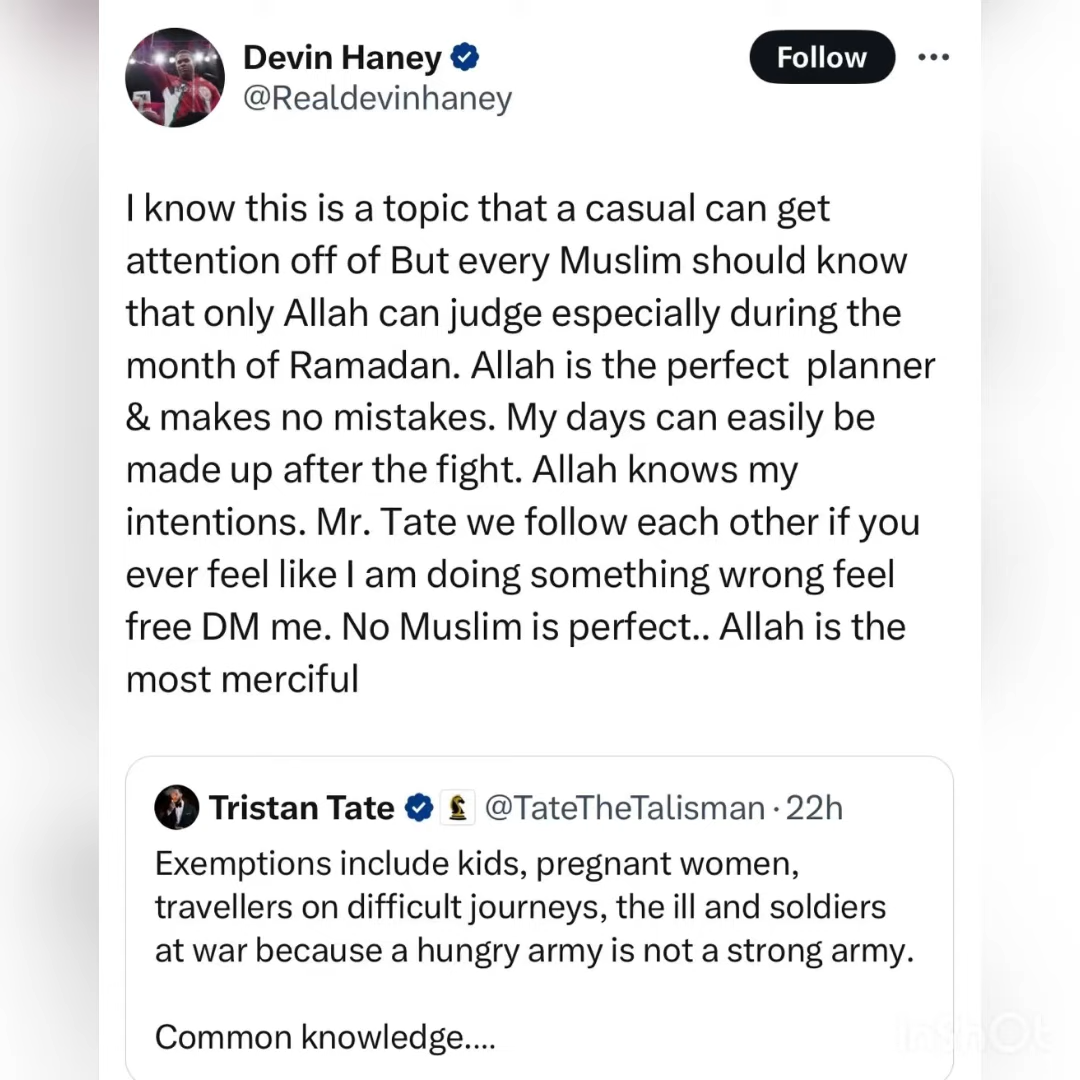 Devin Haney
Follow
@Realdevinhaney
I know this is a topic that a casual can get
attention off of But every Muslim should know
that only Allah can judge especially during the
month of Ramadan. Allah is the perfect planner
& makes no mistakes. My days can easily be
made up after the fight. Allah knows my
intentions. Mr. Tate we follow each other if you
ever feel like I am doing something wrong feel
free DM me. No Muslim is perfect.. Allah is the
most merciful
Tristan Tate @TateTheTalisman · 22h
Exemptions include kids, pregnant women,
travellers on difficult journeys, the ill and soldiers
at war because a hungry army is not a strong army.
Common knowledge....
InShOt